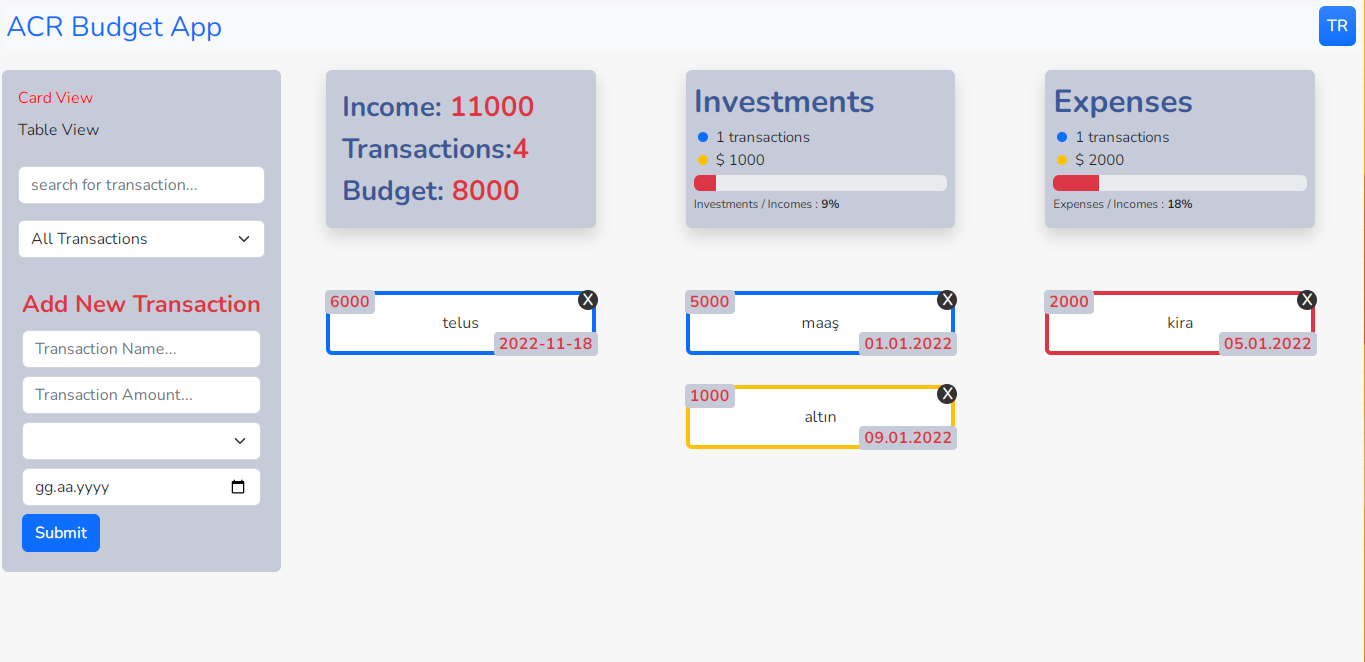 ACR Budget App
TR
Card View
Table View
search for transaction...
All Transactions
Add New Transaction
Transaction Name...
Transaction Amount...
gg.aa.yyyy
Submit
Income: 11000
Transactions:4
Budget: 8000
Investments
1 transactions
$ 1000
Investments / Incomes : 9%
Expenses
1 transactions
$ 2000
Expenses / Incomes : 18%
6000
X
telus
2022-11-18
5000
X
maaş
01.01.2022
2000
X
kira
05.01.2022
1000
X
altın
09.01.2022